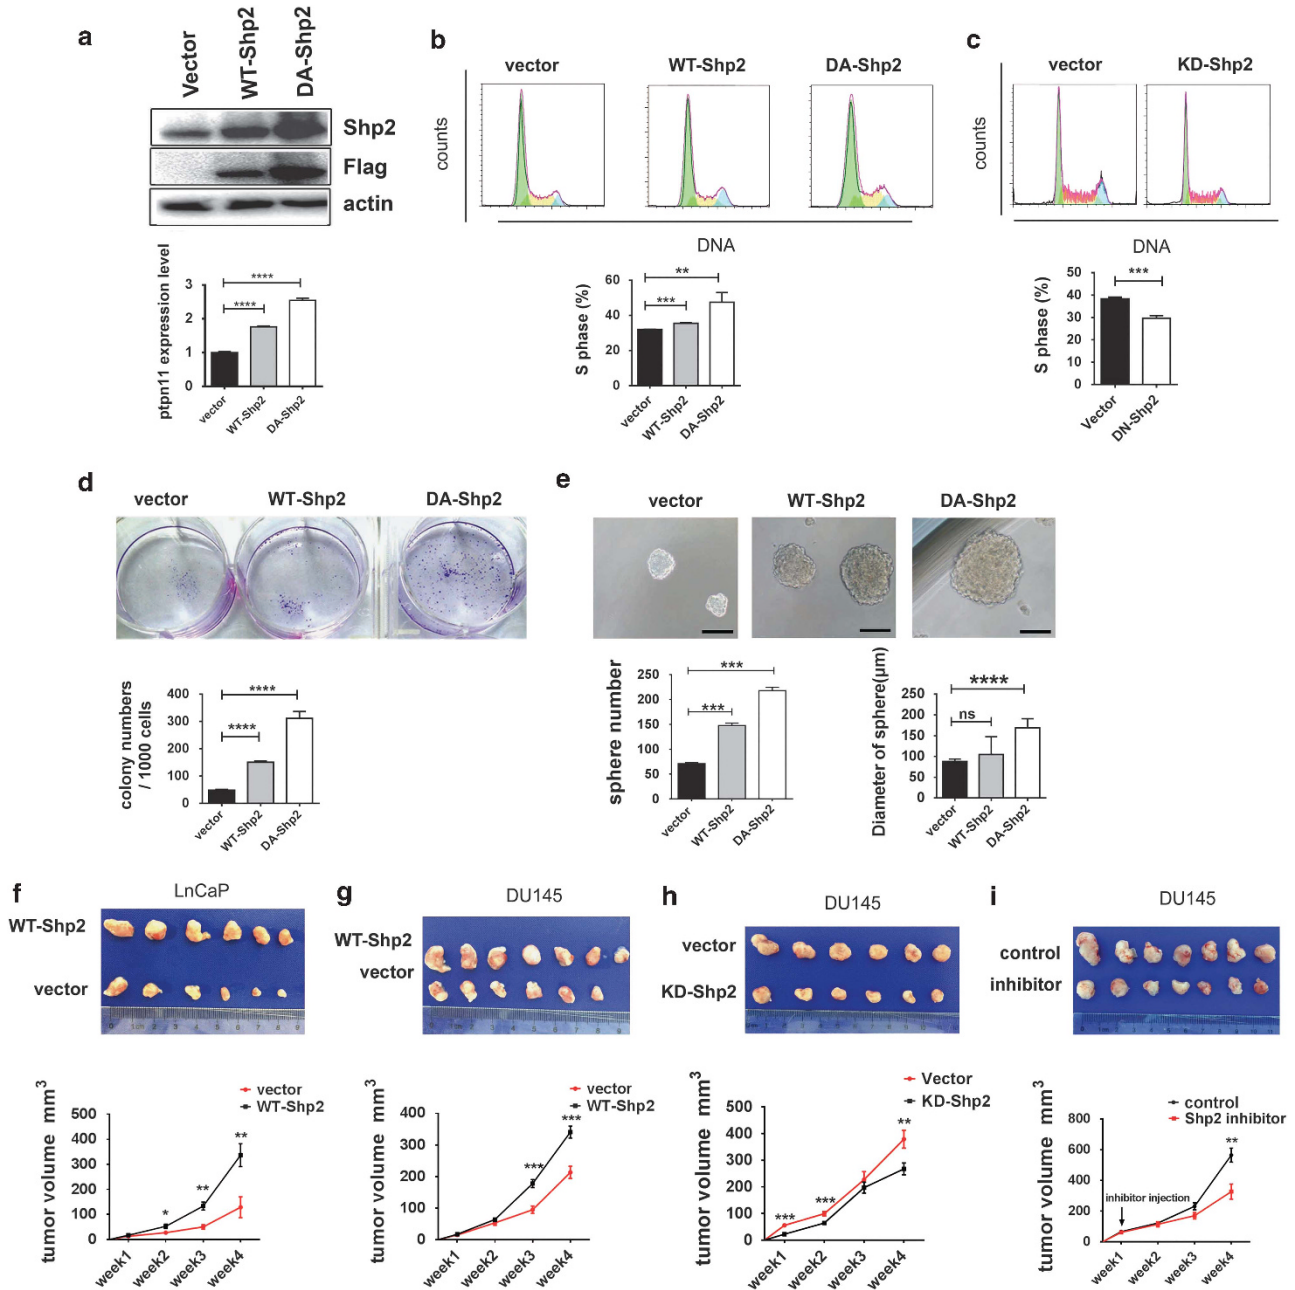 a
Vector
WT-Shp2
DA-Shp2
Shp2
Flag
actin
ptpn11 expression level
3
2
1
0
****
****
vector
WT-Shp2
DA-Shp2
b
vector
WT-Shp2
DA-Shp2
counts
DNA
S phase (%)
60
40
20
0
**
***
vector
WT-Shp2
DA-Shp2
c
vector
KD-Shp2
counts
DNA
S phase (%)
50
40
30
20
10
0
***
Vector
DN-Shp2
d
vector
WT-Shp2
DA-Shp2
colony numbers
/ 1000 cells
400
300
200
100
0
****
****
vector
WT-Shp2
DA-Shp2
e
vector
WT-Shp2
DA-Shp2
sphere number
250
200
150
100
50
0
***
***
vector
WT-Shp2
DA-Shp2
Diameter of sphere(μm)
250
200
150
100
50
0
****
ns
vector
WT-Shp2
DA-Shp2
f
LnCaP
WT-Shp2
vector
tumor volume mm³
vector
WT-Shp2
500
400
300
200
100
0
*
**
**
week1
week2
week3
week4
g
DU145
WT-Shp2
vector
tumor volume mm³
vector
WT-Shp2
400
300
200
100
0
***
***
week1
week2
week3
week4
h
DU145
vector
KD-Shp2
tumor volume mm³
Vector
KD-Shp2
500
400
300
200
100
0
***
***
**
week1
week2
week3
week4
i
DU145
control
inhibitor
tumor volume mm³
control
Shp2 inhibitor
800
600
400
200
0
inhibitor injection
**
week1
week2
week3
week4